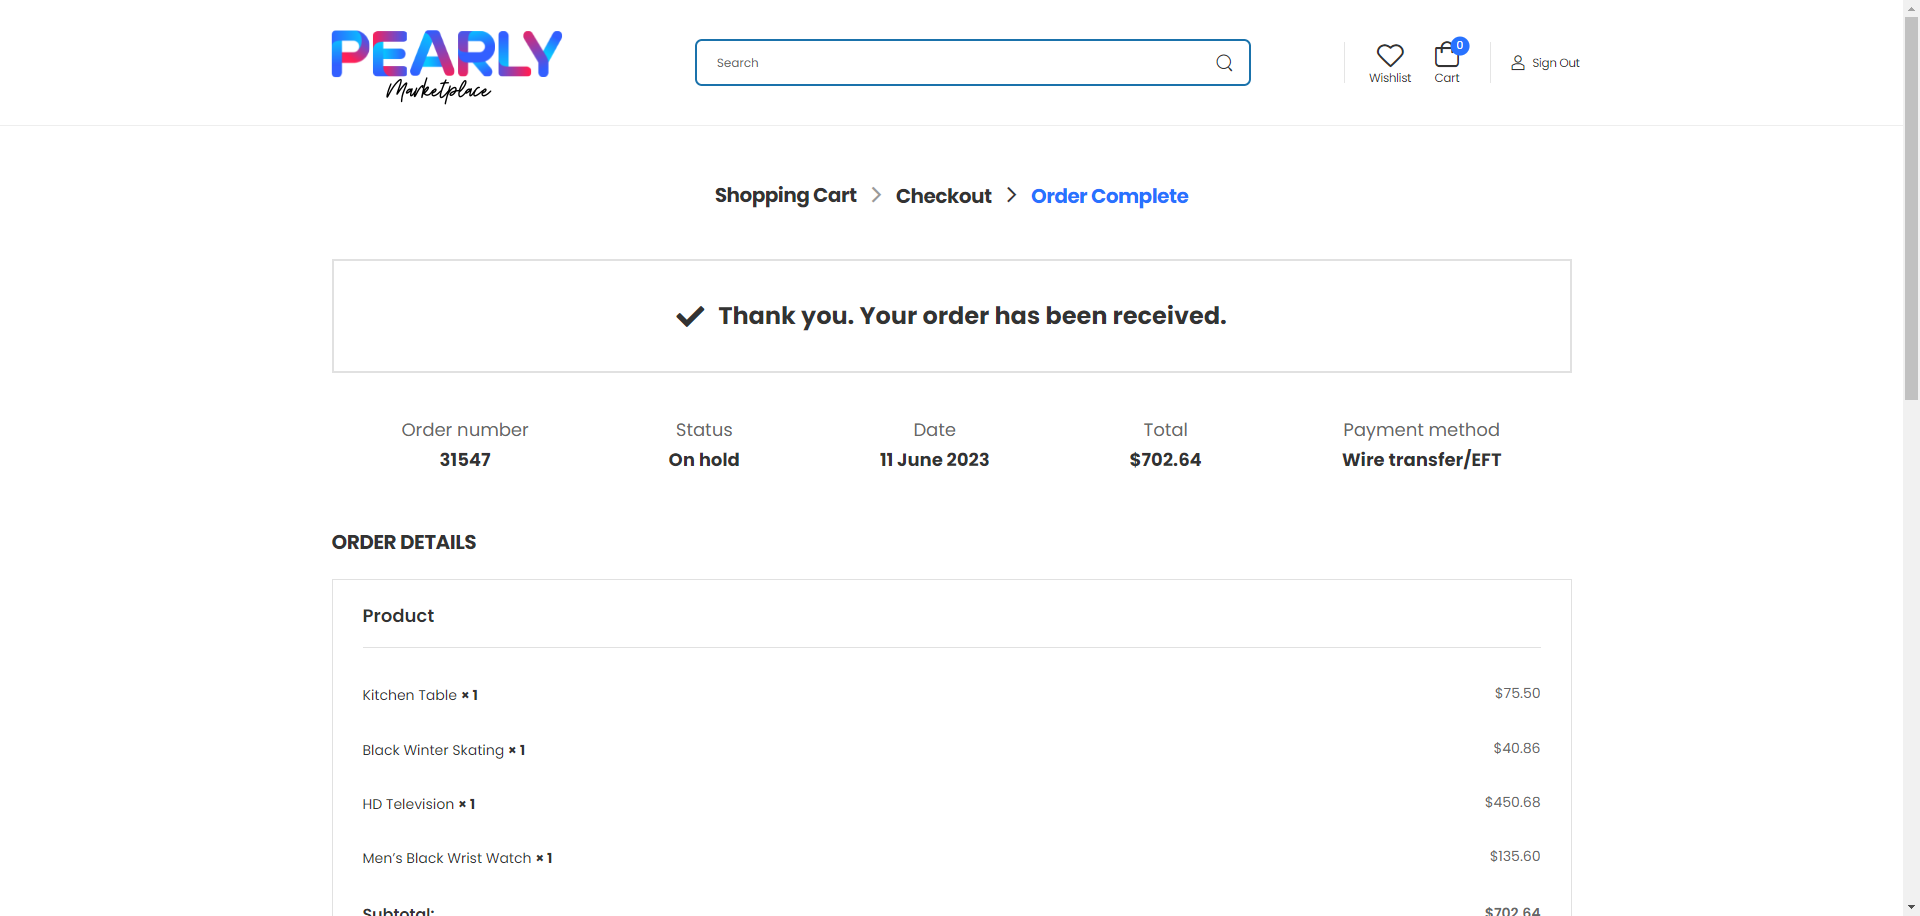 PEARLY
Marketplace
Search
Wishlist
0
Cart
Sign Out
Shopping Cart
Checkout
Order Complete
Thank you. Your order has been received.
Order number
31547
Status
On hold
Date
11 June 2023
Total
$702.64
Payment method
Wire transfer/EFT
ORDER DETAILS
Product
Kitchen Table × 1 $75.50
Black Winter Skating × 1 $40.86
HD Television × 1 $450.68
Men’s Black Wrist Watch × 1 $135.60
Subtotal: $702.64